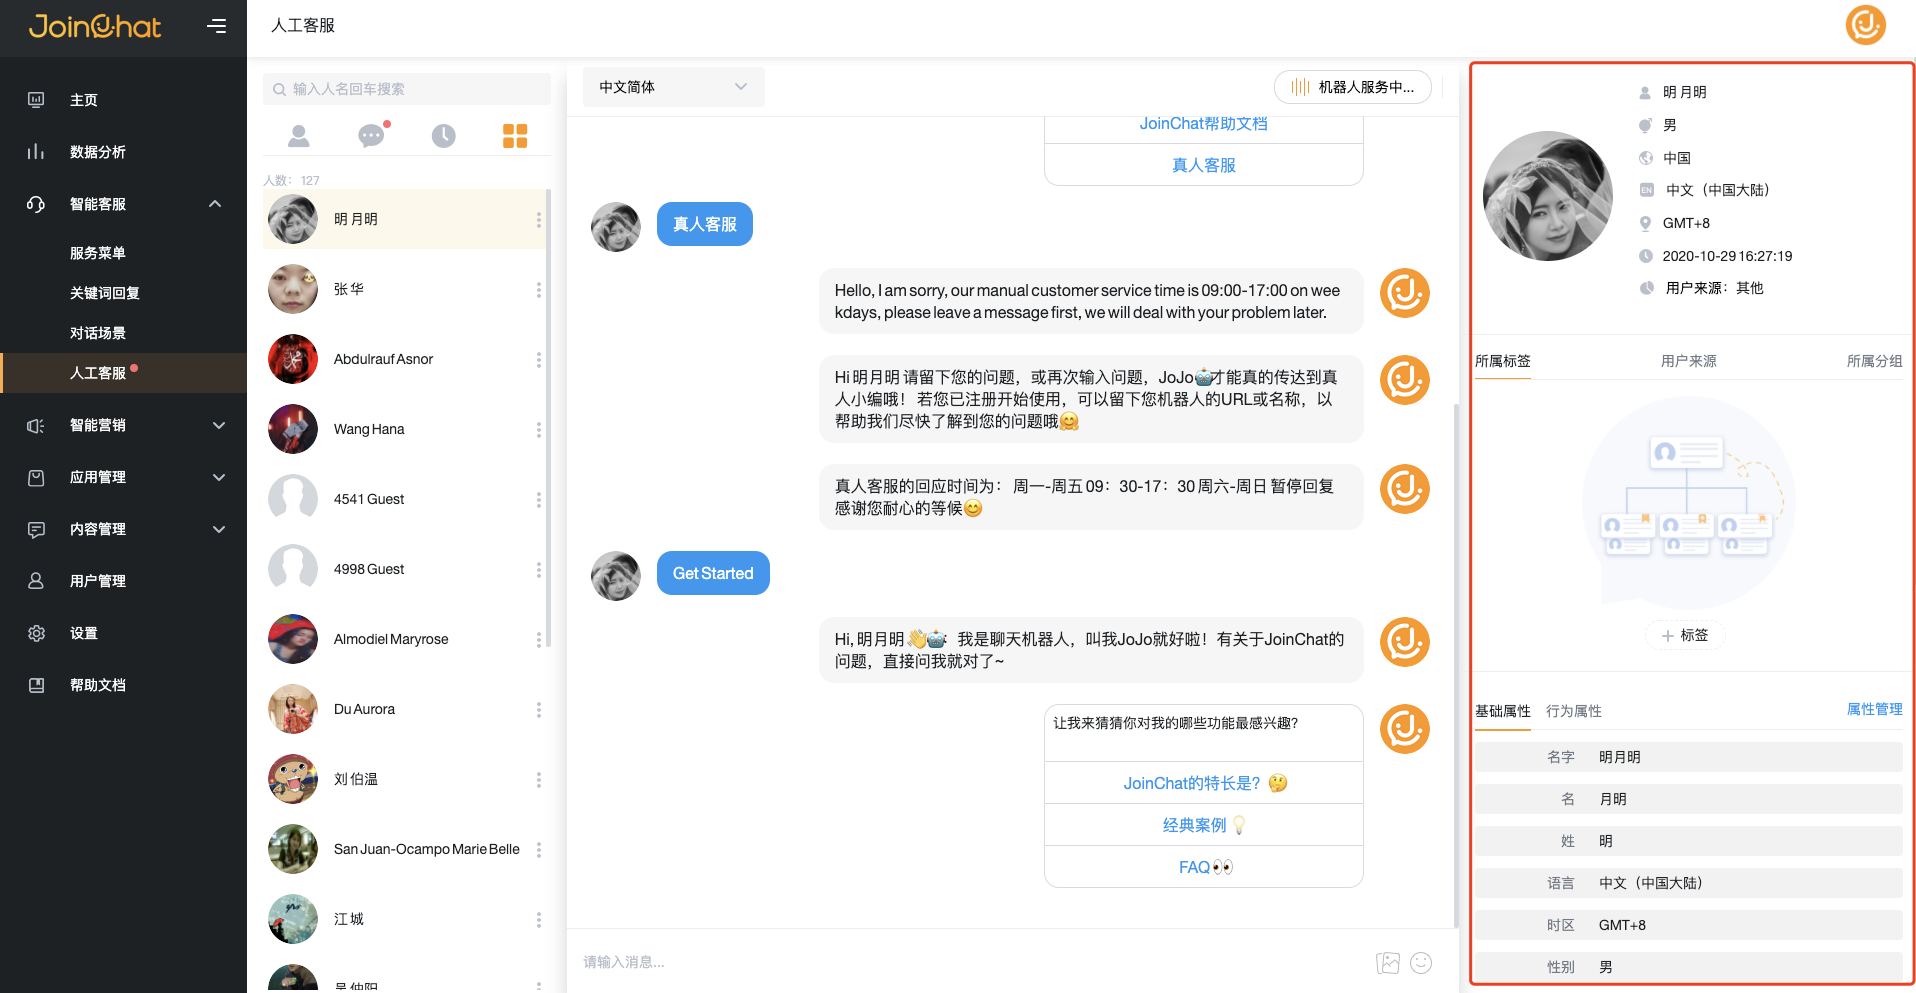 JoinChat
主页
数据分析
智能客服
服务菜单
关键词回复
对话场景
人工客服
智能营销
应用管理
内容管理
用户管理
设置
帮助文档
人工客服
输入人名回车搜索
人数：127
明 月明
张 华
Abdulrauf Asnor
Wang Hana
4541 Guest
4998 Guest
Almodiel Maryrose
Du Aurora
刘 伯温
San Juan-Ocampo Marie Belle
江 城
吴 仲阳
中文简体
机器人服务中...
JoinChat帮助文档
真人客服
真人客服
Hello, I am sorry, our manual customer service time is 09:00-17:00 on wee
kdays, please leave a message first, we will deal with your problem later.
Hi 明月明 请留下您的问题，或再次输入问题，JoJo🤖才能真的传达到真
人小编哦！若您已注册开始使用，可以留下您机器人的URL或名称，以
帮助我们尽快了解到您的问题哦🤗
真人客服的回应时间为： 周一-周五 09：30-17：30 周六-周日 暂停回复
感谢您耐心的等候😊
Get Started
Hi, 明月明👋🤖 我是聊天机器人，叫我JoJo就好啦！有关于JoinChat的
问题，直接问我就对了~
让我来猜猜你对我的哪些功能最感兴趣?
JoinChat的特长是？🤔
经典案例💡
FAQ👀
请输入消息...
明 月明
男
中国
EN 中文（中国大陆）
GMT+8
2020-10-29 16:27:19
用户来源：其他
所属标签 用户来源 所属分组
+ 标签
基础属性 行为属性 属性管理
名字 明月明
名 月明
姓 明
语言 中文（中国大陆）
时区 GMT+8
性别 男